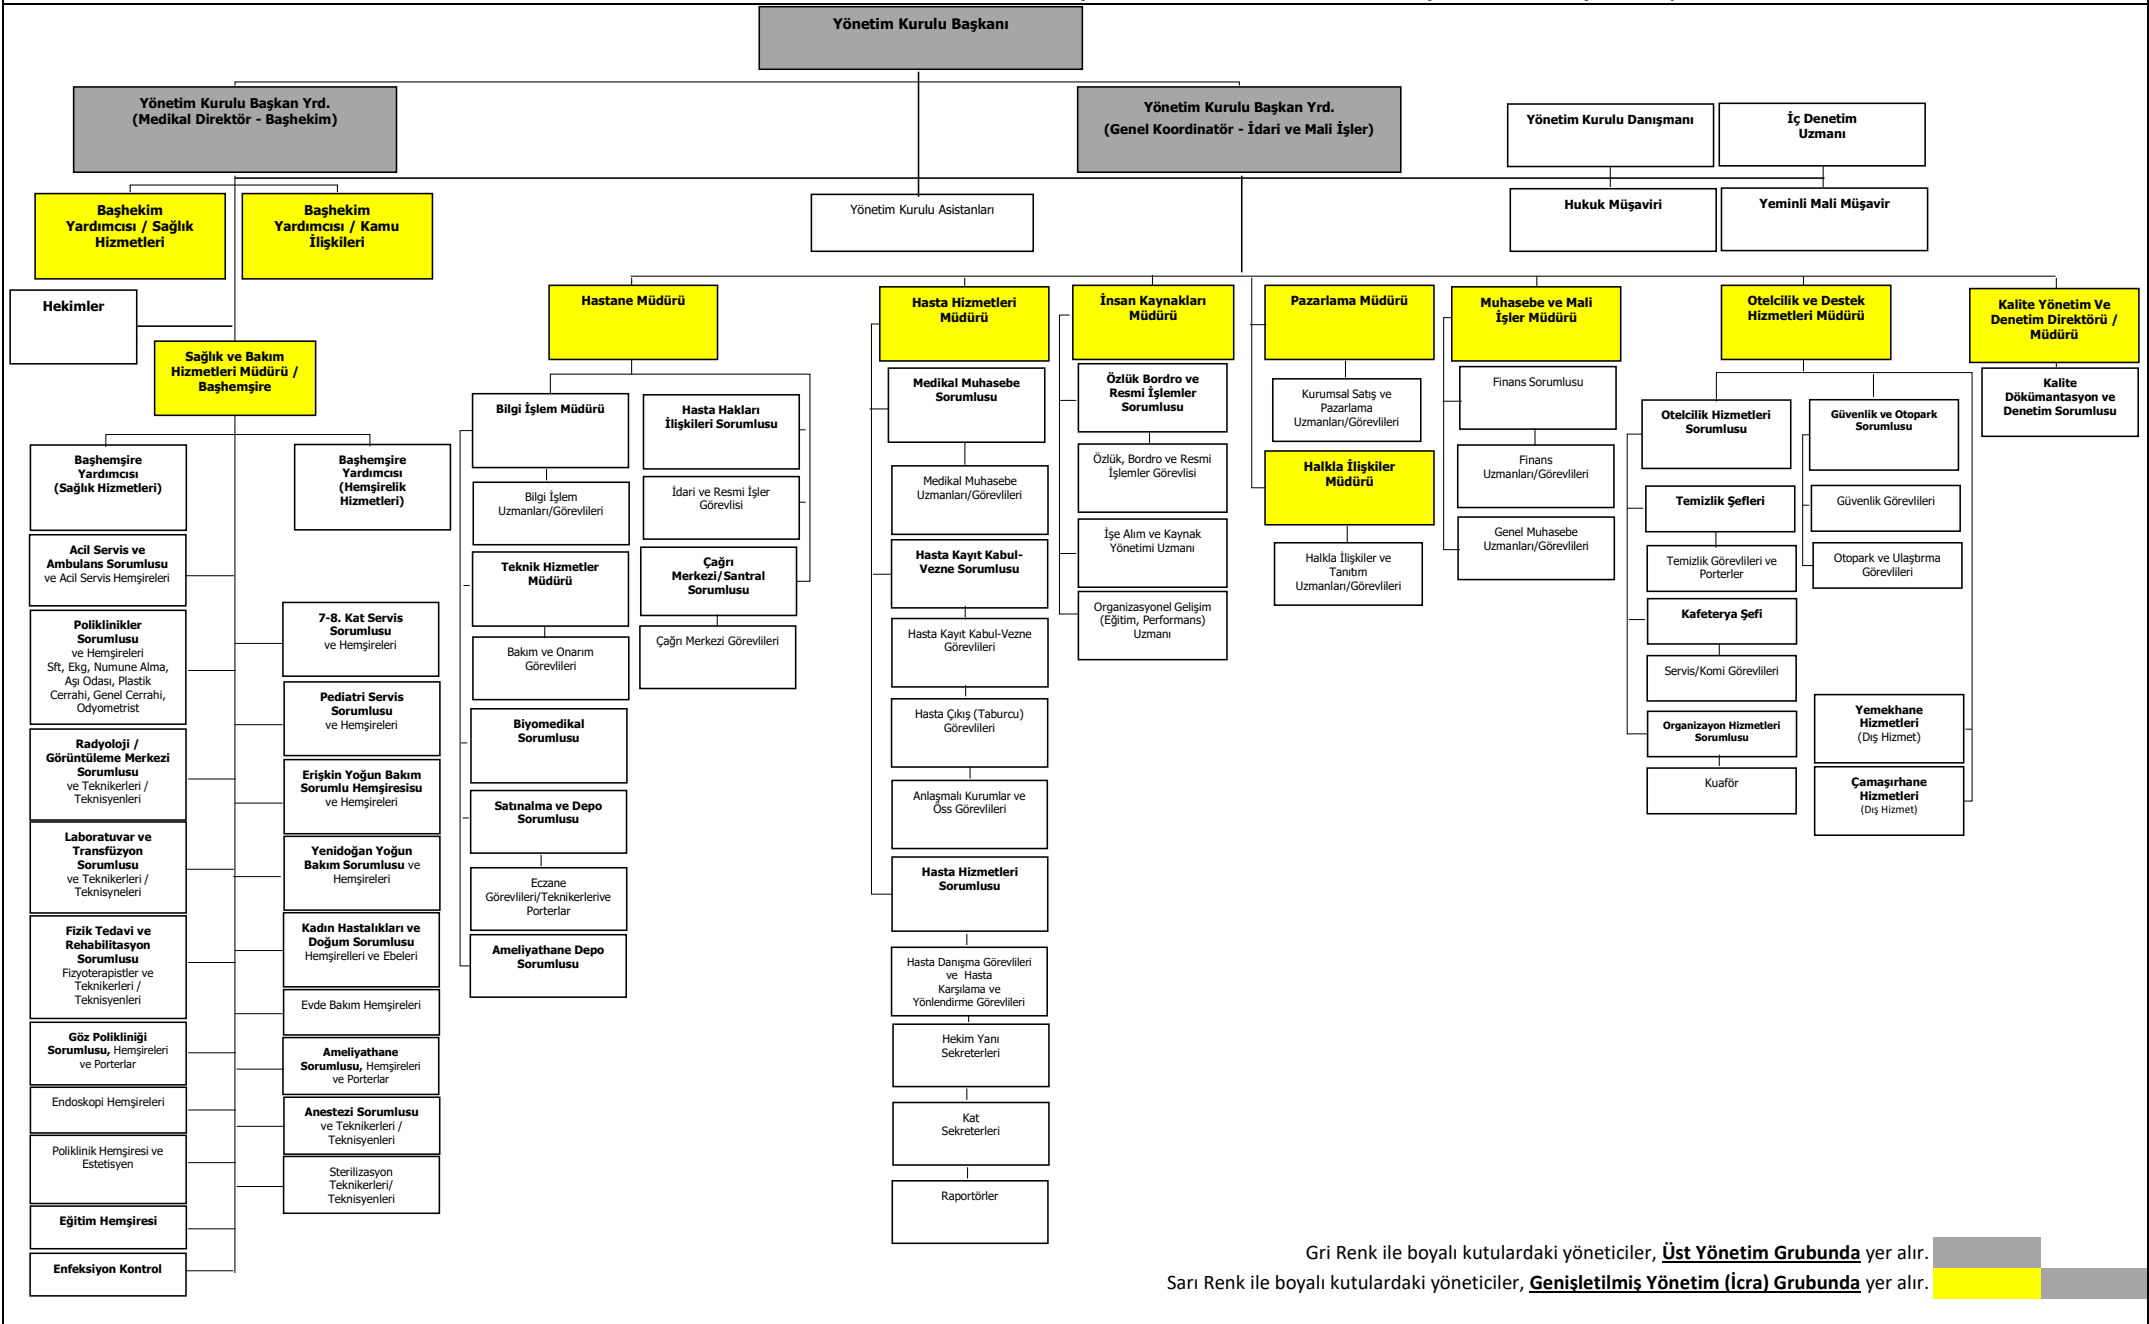 Yönetim Kurulu Başkanı
Yönetim Kurulu Başkan Yrd.
(Medikal Direktör - Başhekim)
Yönetim Kurulu Başkan Yrd.
(Genel Koordinatör - İdari ve Mali İşler)
Yönetim Kurulu Danışmanı
İç Denetim
Uzmanı
Başhekim
Yardımcısı / Sağlık
Hizmetleri
Başhekim
Yardımcısı / Kamu
İlişkileri
Yönetim Kurulu Asistanları
Hukuk Müşaviri
Yeminli Mali Müşavir
Hekimler
Sağlık ve Bakım
Hizmetleri Müdürü /
Başhemşire
Hastane Müdürü
Hasta Hizmetleri
Müdürü
İnsan Kaynakları
Müdürü
Pazarlama Müdürü
Muhasebe ve Mali
İşler Müdürü
Otelcilik ve Destek
Hizmetleri Müdürü
Kalite Yönetim Ve
Denetim Direktörü /
Müdürü
Başhemşire
Yardımcısı
(Sağlık Hizmetleri)
Acil Servis ve
Ambulans Sorumlusu
ve Acil Servis Hemşireleri
Poliklinikler
Sorumlusu
ve Hemşireleri
Sft, Ekg, Numune Alma,
Aşı Odası, Plastik
Cerrahi, Genel Cerrahi,
Odyometrist
Radyoloji /
Görüntüleme Merkezi
Sorumlusu
ve Teknikerleri /
Teknisyenleri
Laboratuvar ve
Transfüzyon
Sorumlusu
ve Teknikerleri /
Teknisyneleri
Fizik Tedavi ve
Rehabilitasyon
Sorumlusu
Fizyoterapistler ve
Teknikerleri /
Teknisyenleri
Göz Polikiniği
Sorumlusu, Hemşireleri
ve Porterlar
Endoskopi Hemşireleri
Poliklinik Hemşiresi ve
Estetisyen
Eğitim Hemşiresi
Enfeksiyon Kontrol
Başhemşire
Yardımcısı
(Hemşirelik
Hizmetleri)
7-8. Kat Servis
Sorumlusu
ve Hemşireleri
Pediatri Servis
Sorumlusu
ve Hemşireleri
Erişkin Yoğun Bakım
Sorumlu Hemşiresisu
ve Hemşireleri
Yenidoğan Yoğun
Bakım Sorumlusu ve
Hemşireleri
Kadın Hastalıkları ve
Doğum Sorumlusu
Hemşirelleri ve Ebeleri
Evde Bakım Hemşireleri
Ameliyathane
Sorumlusu, Hemşireleri
ve Porterlar
Anestezi Sorumlusu
ve Teknikerleri /
Teknisyenleri
Sterilizasyon
Teknikerleri/
Teknisyenleri
Bilgi İşlem Müdürü
Bilgi İşlem
Uzmanları/Görevlileri
Teknik Hizmetler
Müdürü
Bakım ve Onarım
Görevlileri
Biyomedikal
Sorumlusu
Satınalma ve Depo
Sorumlusu
Eczane
Görevlileri/Teknikerlerive
Porterlar
Ameliyathane Depo
Sorumlusu
Hasta Hakları
İlişkileri Sorumlusu
İdari ve Resmi İşler
Görevlisi
Çağrı
Merkezi/Santral
Sorumlusu
Çağrı Merkezi Görevlileri
Medikal Muhasebe
Sorumlusu
Medikal Muhasebe
Uzmanları/Görevlileri
Hasta Kayıt Kabul-
Vezne Sorumlusu
Hasta Kayıt Kabul-Vezne
Görevlileri
Hasta Çıkış (Taburcu)
Görevlileri
Anlaşmalı Kurumlar ve
Öss Görevlileri
Hasta Hizmetleri
Sorumlusu
Hasta Danışma Görevlileri
ve Hasta
Karşılama ve
Yönlendirme Görevlileri
Hekim Yanı
Sekreterleri
Kat
Sekreterleri
Raportörler
Özlük Bordro ve
Resmi İşlemler
Sorumlusu
Özlük, Bordro ve Resmi
İşlemler Görevlisi
İşe Alım ve Kaynak
Yönetimi Uzmanı
Organizasyonel Gelişim
(Eğitim, Performans)
Uzmanı
Kurumsal Satış ve
Pazarlama
Uzmanları/Görevlileri
Halkla İlişkiler
Müdürü
Halkla İlişkiler ve
Tanıtım
Uzmanları/Görevlileri
Finans Sorumlusu
Finans
Uzmanları/Görevlileri
Genel Muhasebe
Uzmanları/Görevlileri
Otelcilik Hizmetleri
Sorumlusu
Temizlik Şefleri
Temizlik Görevlileri ve
Porterler
Kafeterya Şefi
Servis/Komi Görevlileri
Organizayon Hizmetleri
Sorumlusu
Kuaför
Güvenlik ve Otopark
Sorumlusu
Güvenlik Görevlileri
Otopark ve Ulaştırma
Görevlileri
Yemekhane
Hizmetleri
(Dış Hizmet)
Çamaşırhane
Hizmetleri
(Dış Hizmet)
Kalite
Dökümantasyon ve
Denetim Sorumlusu
Gri Renk ile boyalı kutulardaki yöneticiler, Üst Yönetim Grubunda yer alır.
Sarı Renk ile boyalı kutulardaki yöneticiler, Genişletilmiş Yönetim (İcra) Grubunda yer alır.